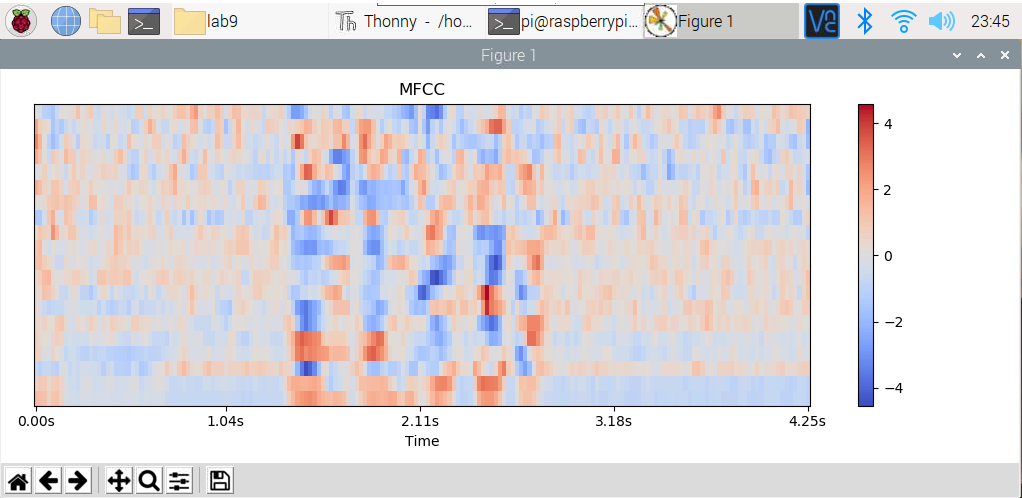 lab9 Thonny - /ho... pi@raspberrypi... Figure 1 23:45
Figure 1
MFCC
4
2
0
−2
−4
0.00s 1.04s 2.11s 3.18s 4.25s
Time